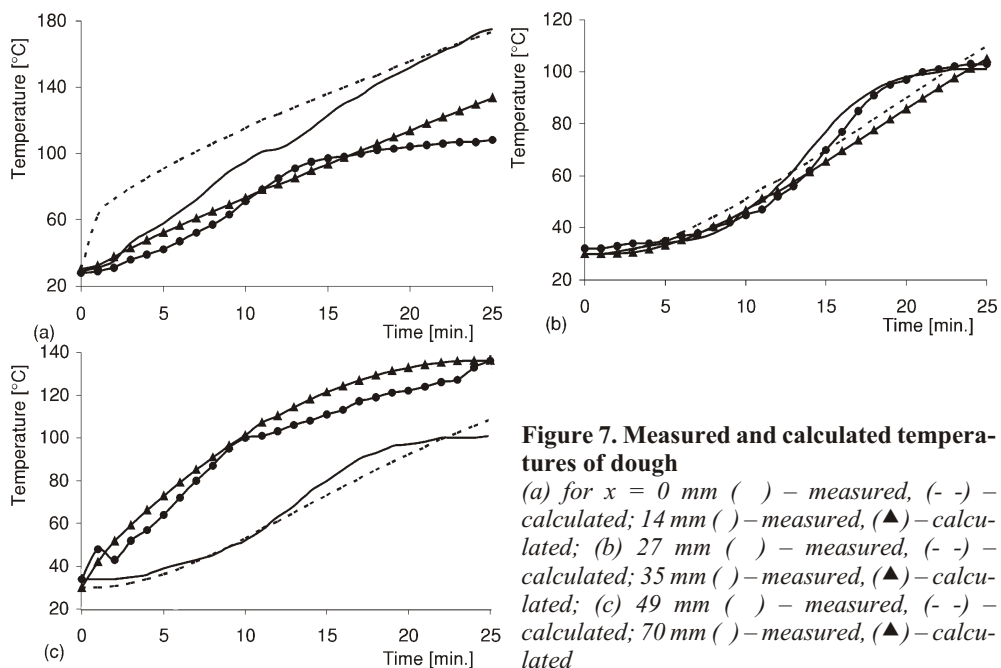 180
140
100
60
20
Temperature [°C]
0
5
10
15
20
25
Time [min.]
(a)
120
100
80
60
40
20
Temperature [°C]
0
5
10
15
20
25
Time [min.]
(b)
140
120
100
80
60
40
20
Temperature [°C]
0
5
10
15
20
25
Time [min.]
(c)
Figure 7. Measured and calculated tempera-
tures of dough
(a) for x = 0 mm ( ) – measured, (- -) –
calculated; 14 mm ( ) – measured, (▲) – calcu-
lated; (b) 27 mm ( ) – measured, (- -) –
calculated; 35 mm ( ) – measured, (▲) – calcu-
lated; (c) 49 mm ( ) – measured, (- -) –
calculated; 70 mm ( ) – measured, (▲) – calcu-
lated